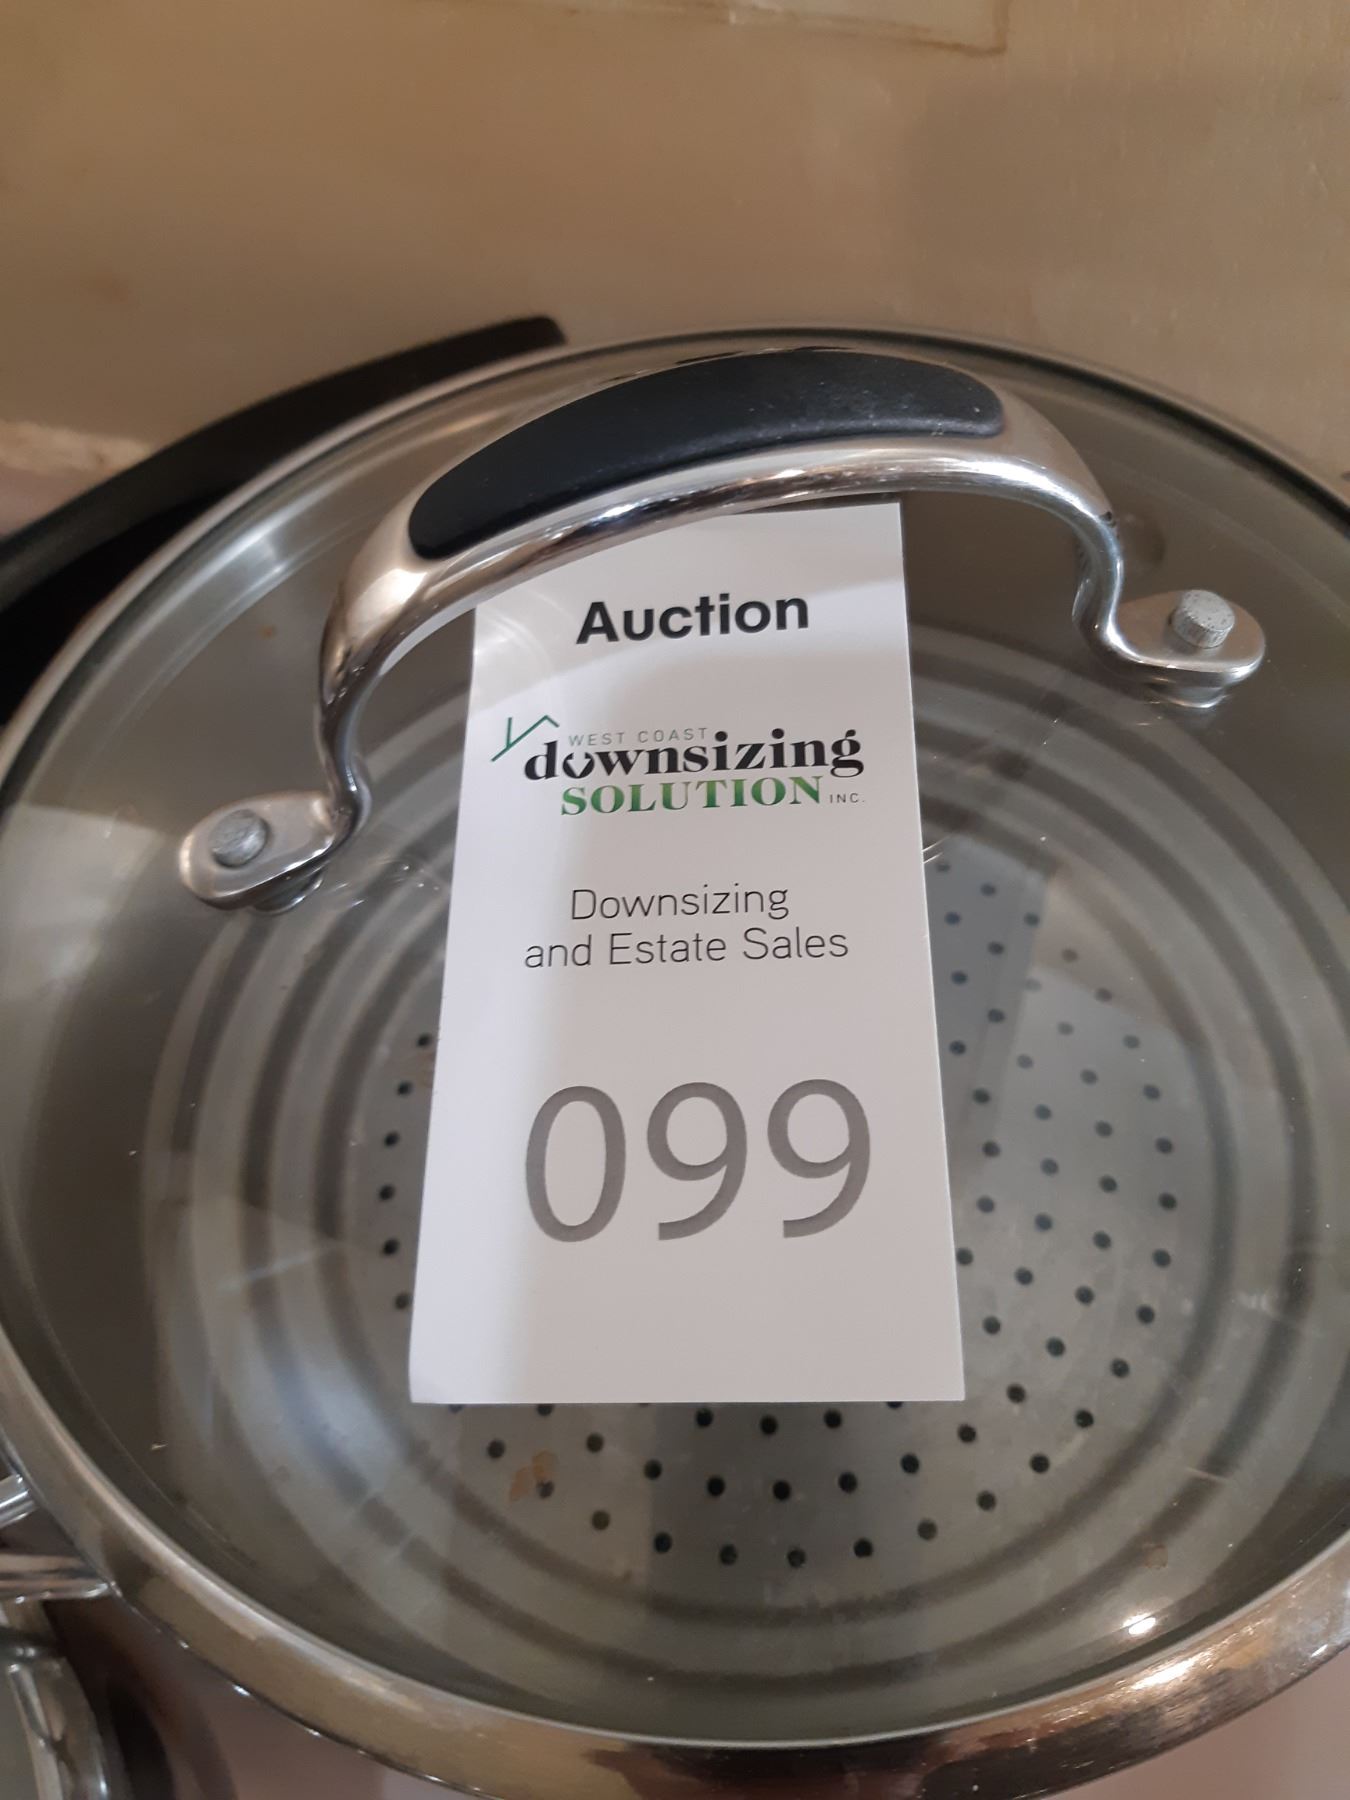 Auction
WEST COAST
downsizing
SOLUTION INC.
Downsizing
and Estate Sales
099